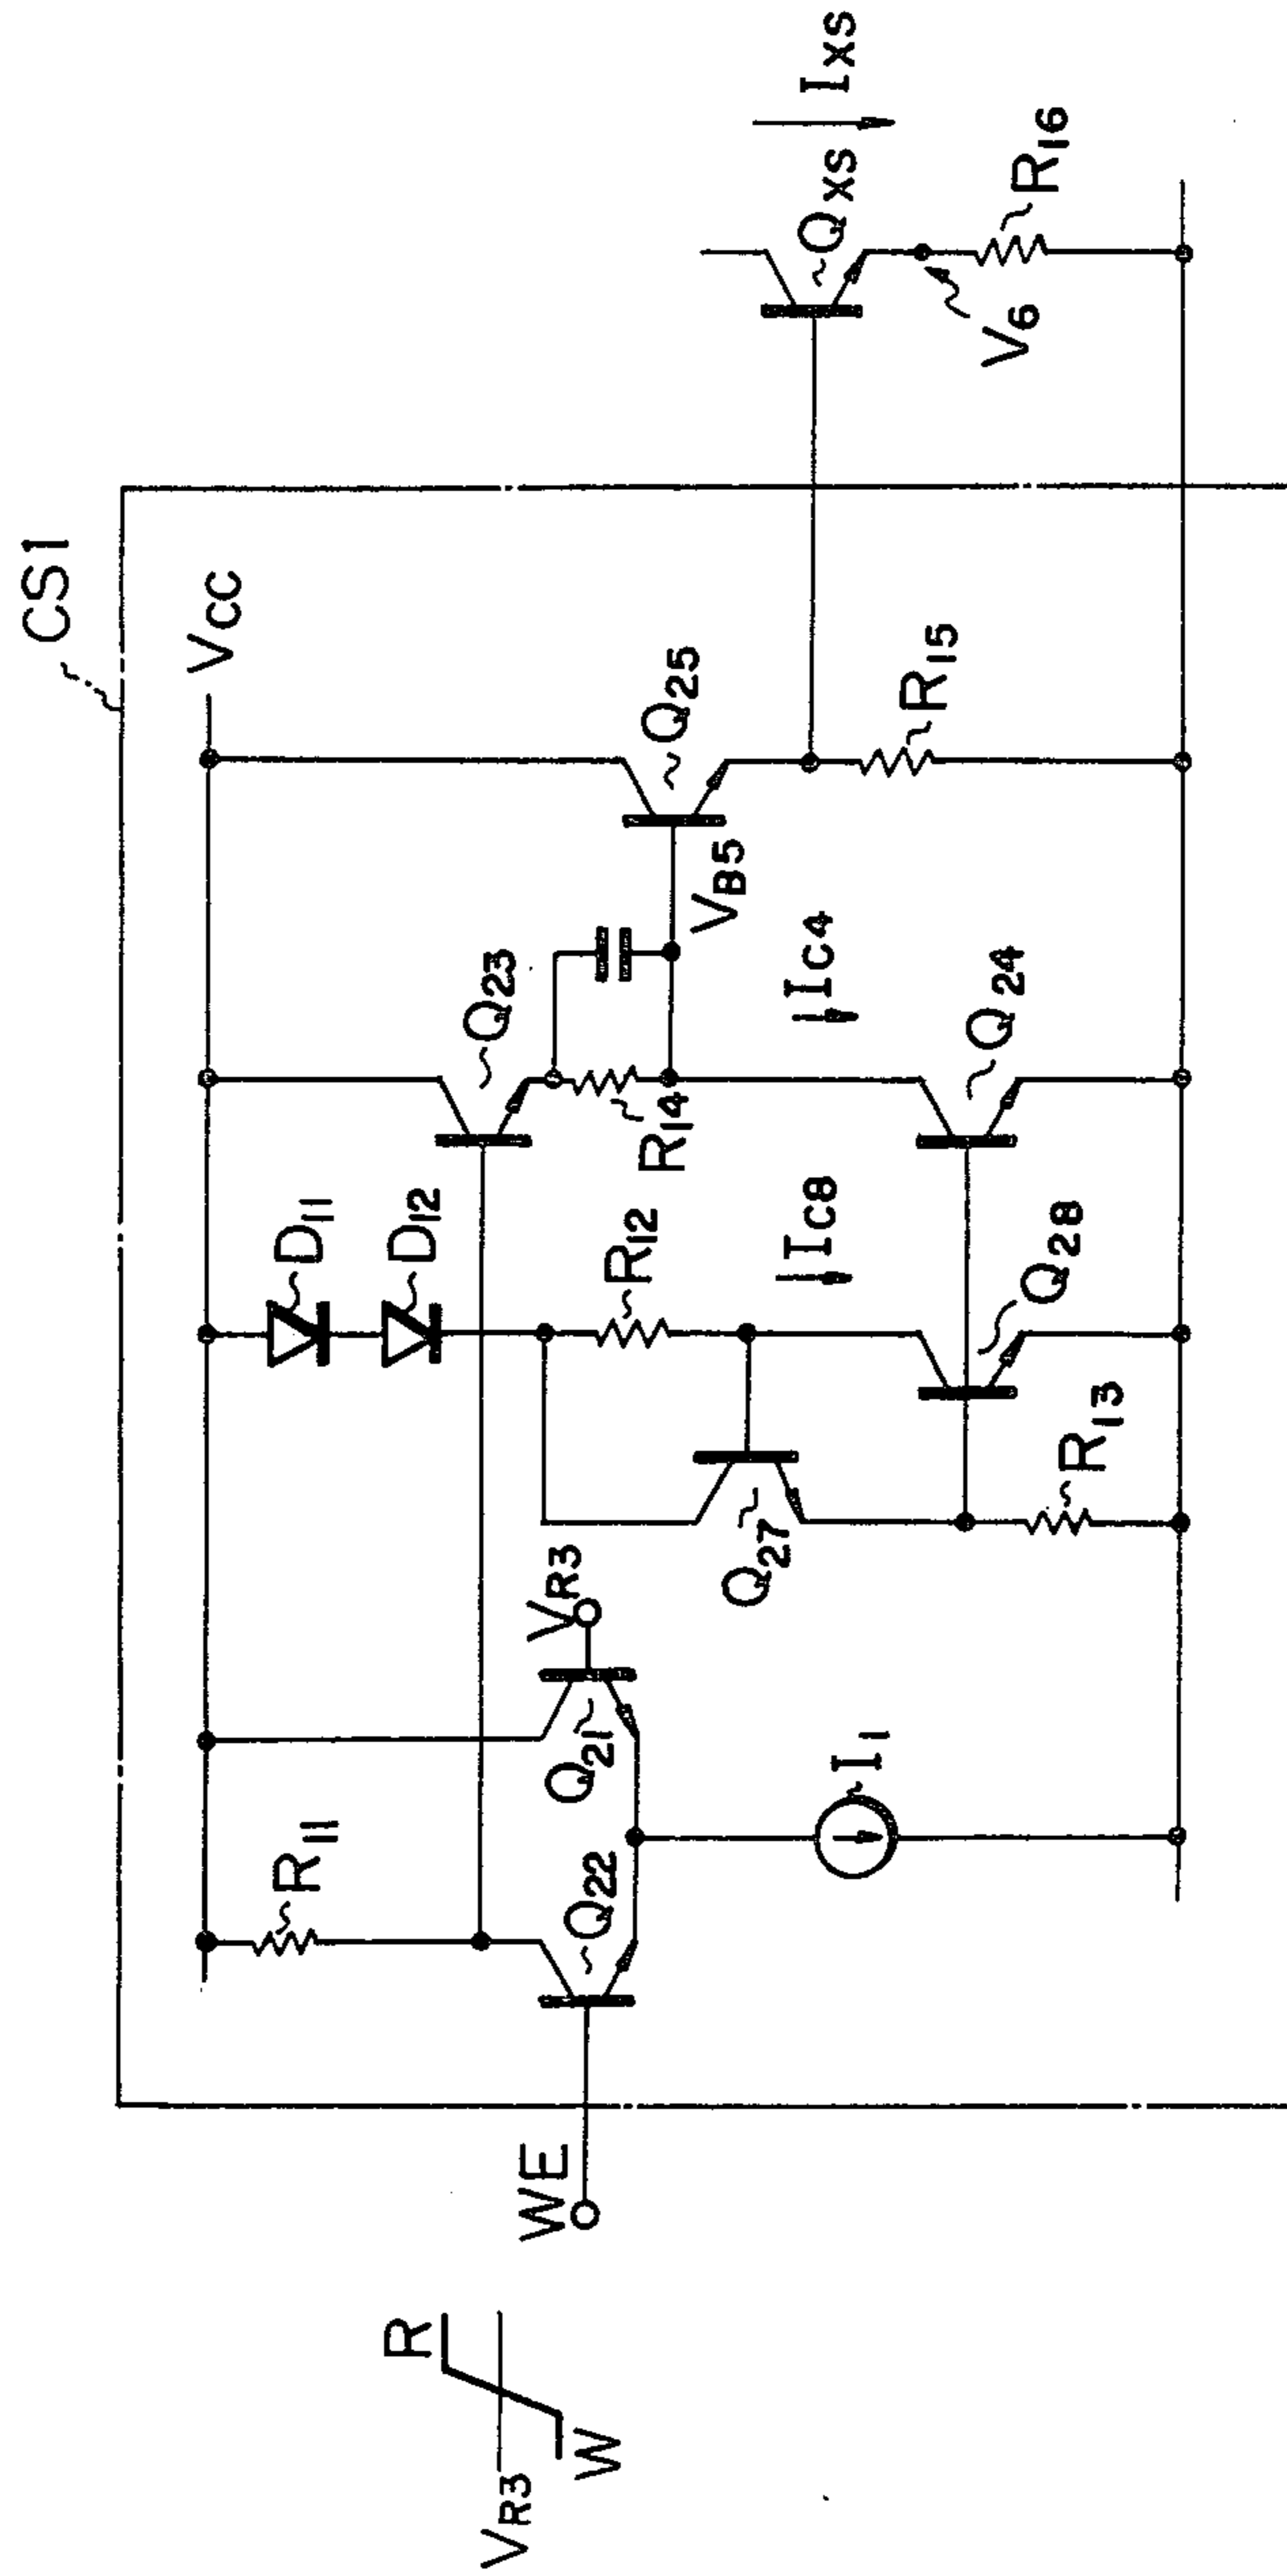 CS1
VCC
R11
D11
D12
Q23
Q25
VR3
WE
Q22
Q21
Q27
R12
R14
VB5
IC8
IC4
I1
R13
Q28
Q24
R15
QXS
IXS
V6
R16
R
VR3
W